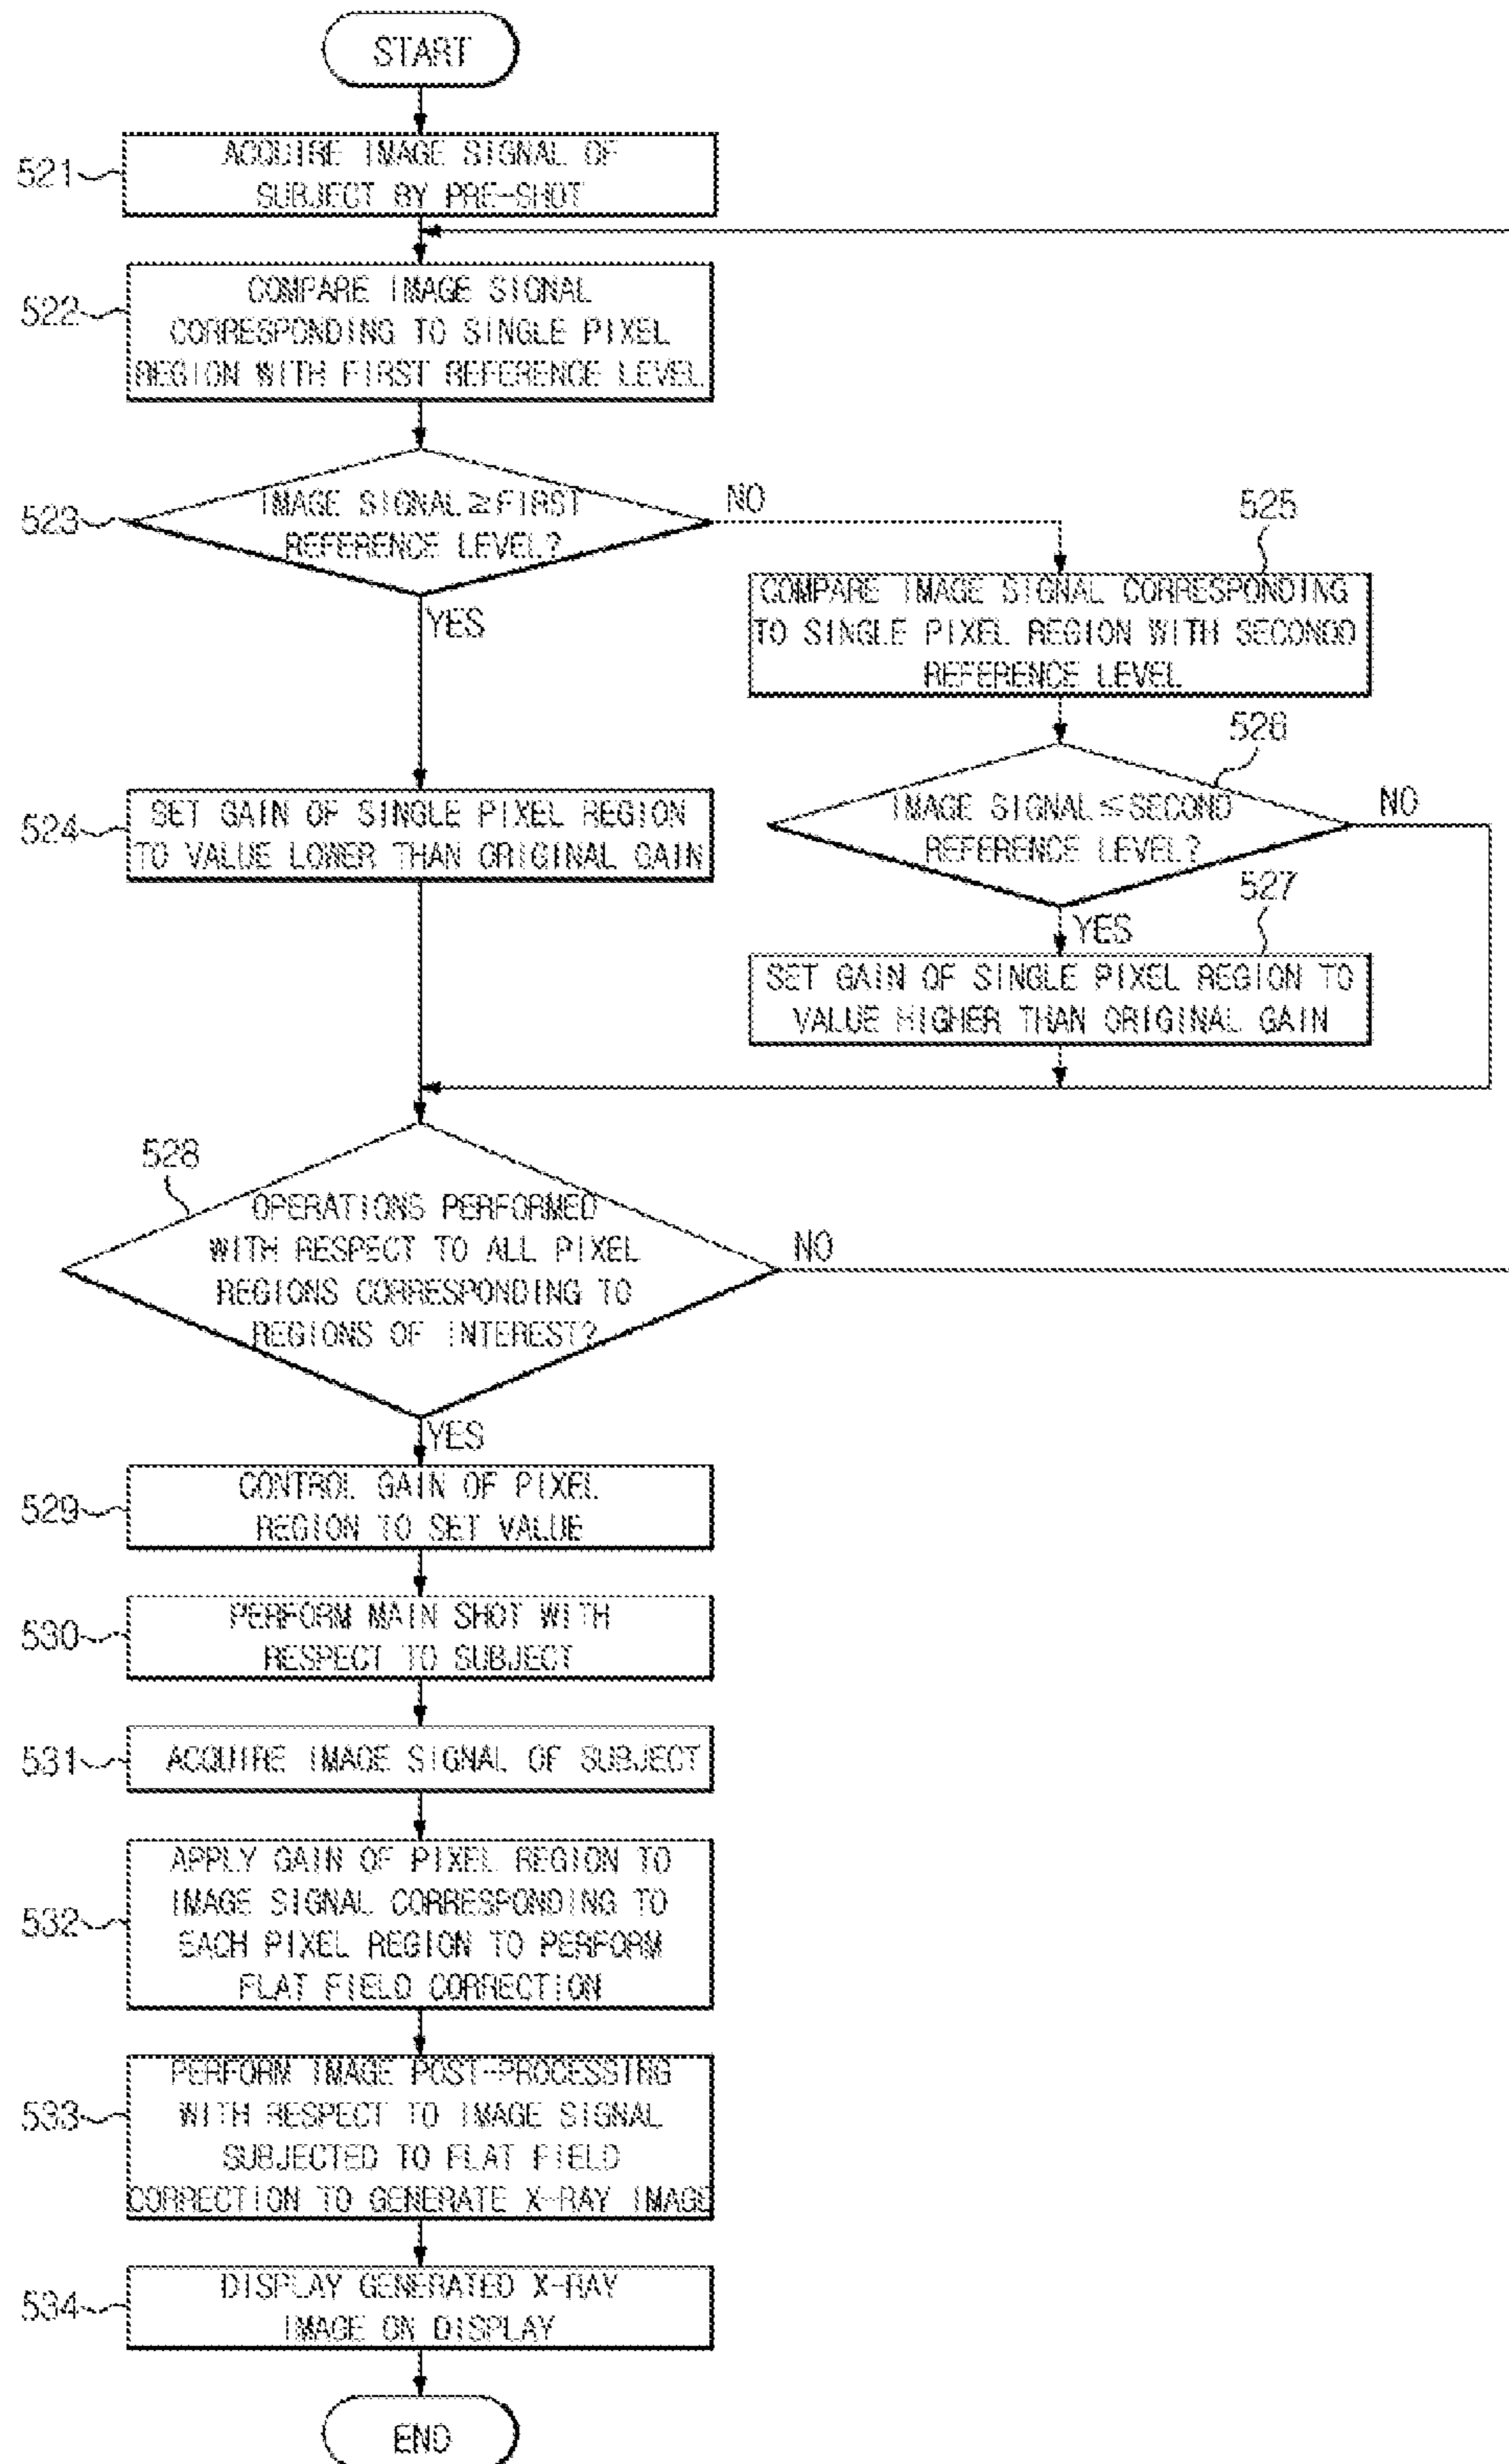 START
521
ACQUIRE IMAGE SIGNAL OF
SUBJECT BY PRE-SHOT
522
COMPARE IMAGE SIGNAL
CORRESPONDING TO SINGLE PIXEL
REGION WITH FIRST REFERENCE LEVEL
523
IMAGE SIGNAL ≥ FIRST
REFERENCE LEVEL?
NO
YES
525
COMPARE IMAGE SIGNAL CORRESPONDING
TO SINGLE PIXEL REGION WITH SECOND
REFERENCE LEVEL
526
IMAGE SIGNAL ≤ SECOND
REFERENCE LEVEL?
NO
YES
524
SET GAIN OF SINGLE PIXEL REGION
TO VALUE LOWER THAN ORIGINAL GAIN
527
SET GAIN OF SINGLE PIXEL REGION TO
VALUE HIGHER THAN ORIGINAL GAIN
528
OPERATIONS PERFORMED
WITH RESPECT TO ALL PIXEL
REGIONS CORRESPONDING TO
REGIONS OF INTEREST?
NO
YES
529
CONTROL GAIN OF PIXEL
REGION TO SET VALUE
530
PERFORM MAIN SHOT WITH
RESPECT TO SUBJECT
531
ACQUIRE IMAGE SIGNAL OF SUBJECT
532
APPLY GAIN OF PIXEL REGION TO
IMAGE SIGNAL CORRESPONDING TO
EACH PIXEL REGION TO PERFORM
FLAT FIELD CORRECTION
533
PERFORM IMAGE POST-PROCESSING
WITH RESPECT TO IMAGE SIGNAL
SUBJECTED TO FLAT FIELD
CORRECTION TO GENERATE X-RAY IMAGE
534
DISPLAY GENERATED X-RAY
IMAGE ON DISPLAY
END